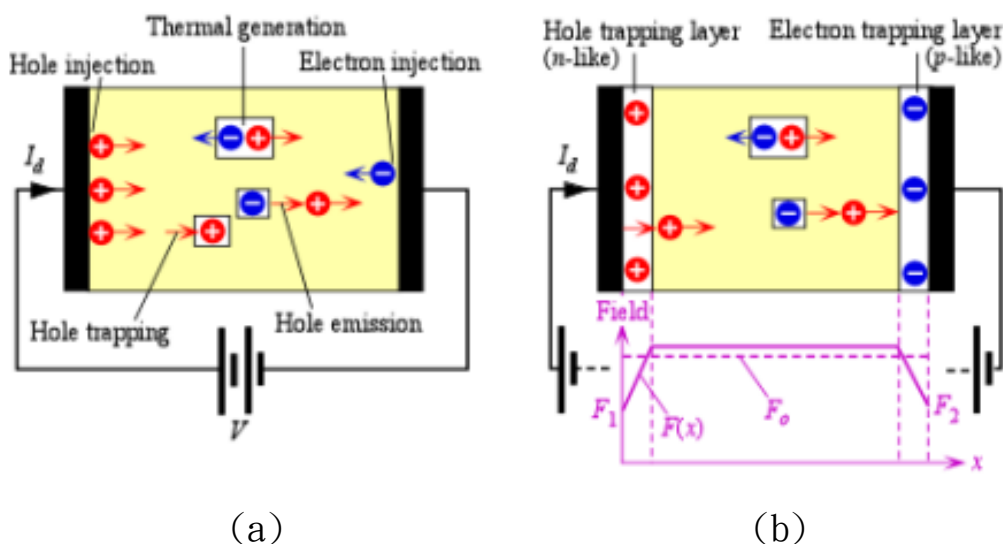 Thermal generation
Hole injection
Electron injection
I_d
Hole trapping
Hole emission
V
(a)
Hole trapping layer
(n-like)
Electron trapping layer
(p-like)
I_d
Field
F_1
F(x)
F_o
F_2
x
(b)